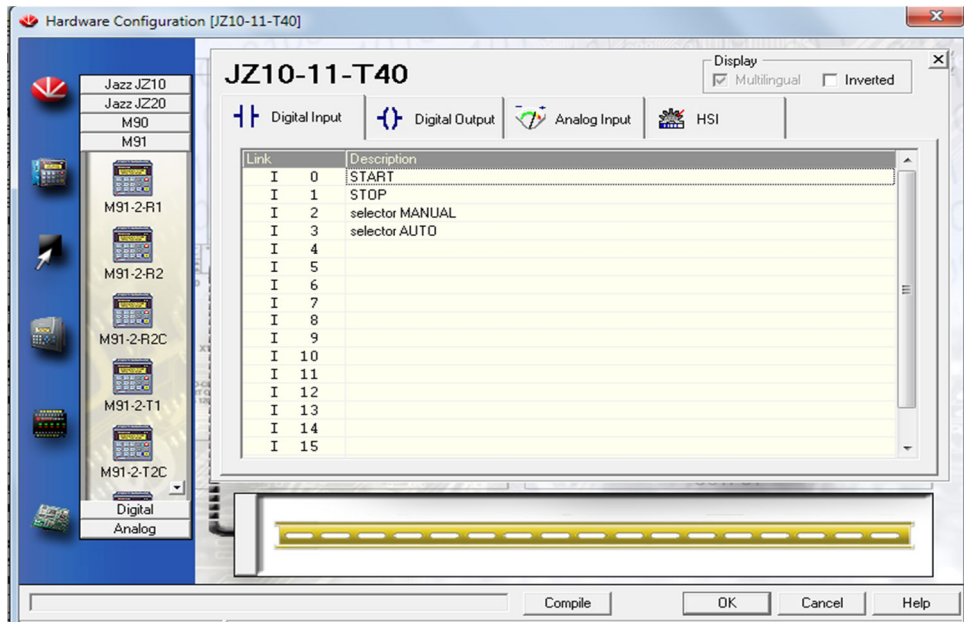 Hardware Configuration [JZ10-11-T40]
Jazz JZ10
Jazz JZ20
M90
M91
M91-2-R1
M91-2-R2
M91-2-R2C
M91-2-T1
M91-2-T2C
Digital
Analog
JZ10-11-T40
Display
Multilingual Inverted
Digital Input Digital Output Analog Input HSI
Link Description
I 0 START
I 1 STOP
I 2 selector MANUAL
I 3 selector AUTO
I 4
I 5
I 6
I 7
I 8
I 9
I 10
I 11
I 12
I 13
I 14
I 15
Compile OK Cancel Help